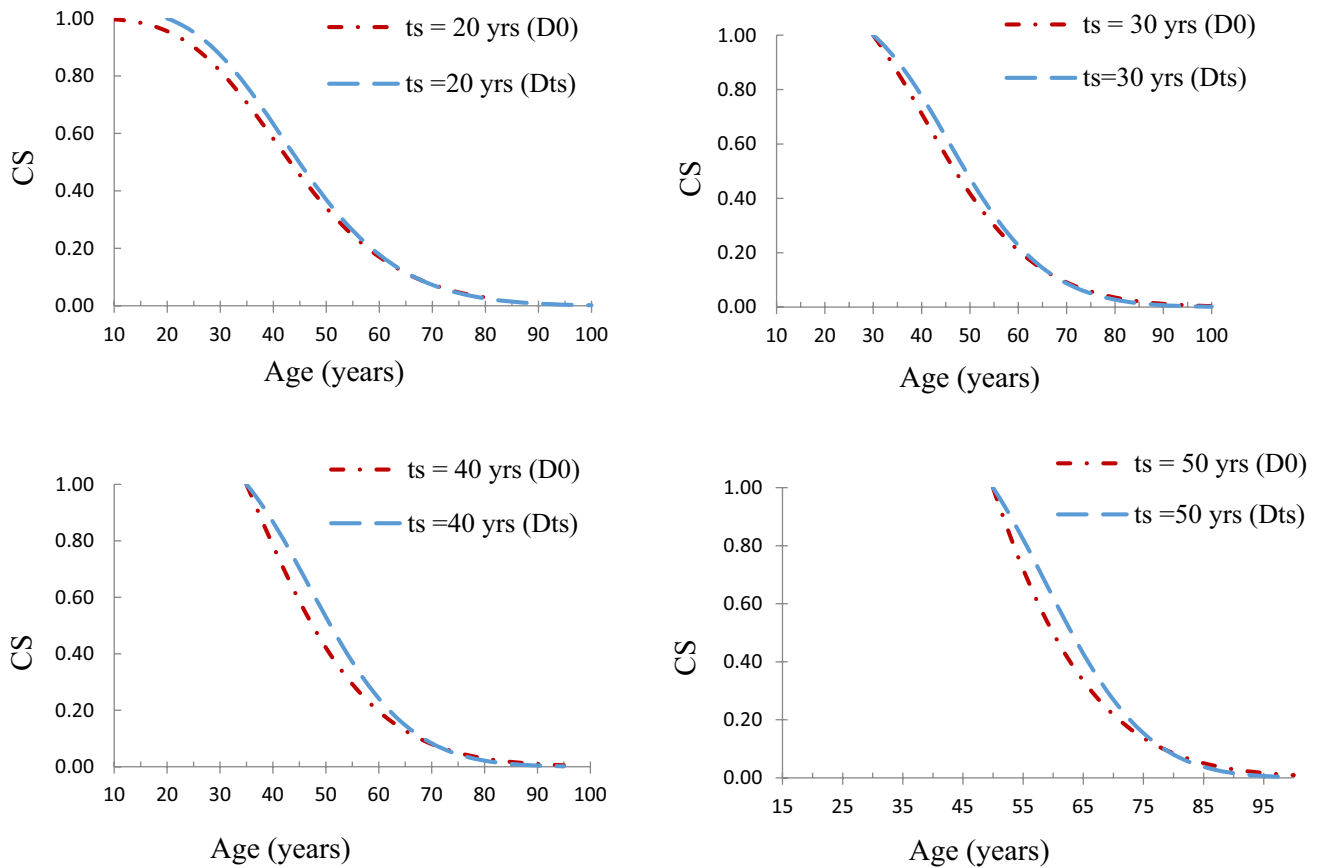 ts = 20 yrs (D0)
ts =20 yrs (Dts)
1.00
0.80
0.60
0.40
0.20
0.00
CS
10 20 30 40 50 60 70 80 90 100
Age (years)
ts = 30 yrs (D0)
ts=30 yrs (Dts)
1.00
0.80
0.60
0.40
0.20
0.00
CS
10 20 30 40 50 60 70 80 90 100
Age (years)
ts = 40 yrs (D0)
ts =40 yrs (Dts)
1.00
0.80
0.60
0.40
0.20
0.00
CS
10 20 30 40 50 60 70 80 90 100
Age (years)
ts = 50 yrs (D0)
ts =50 yrs (Dts)
1.00
0.80
0.60
0.40
0.20
0.00
CS
15 25 35 45 55 65 75 85 95
Age (years)